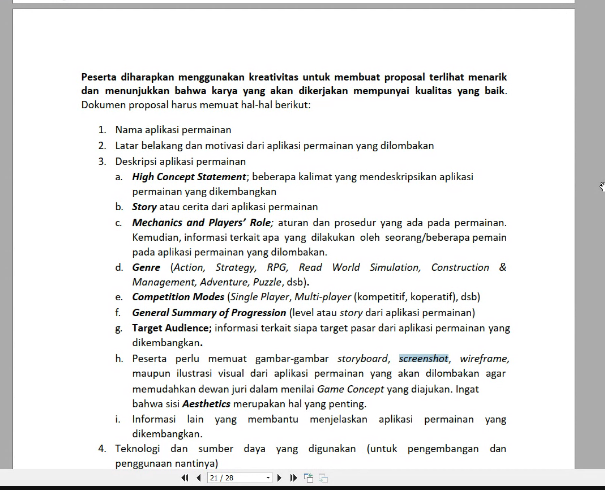 Peserta diharapkan menggunakan kreativitas untuk membuat proposal terlihat menarik
dan menunjukkan bahwa karya yang akan dikerjakan mempunyai kualitas yang baik.
Dokumen proposal harus memuat hal-hal berikut:
1. Nama aplikasi permainan
2. Latar belakang dan motivasi dari aplikasi permainan yang dilombakan
3. Deskripsi aplikasi permainan
a. High Concept Statement; beberapa kalimat yang mendeskripsikan aplikasi
permainan yang dikembangkan
b. Story atau cerita dari aplikasi permainan
c. Mechanics and Players’ Role; aturan dan prosedur yang ada pada permainan.
Kemudian, informasi terkait apa yang dilakukan oleh seorang/beberapa pemain
pada aplikasi permainan yang dilombakan.
d. Genre (Action, Strategy, RPG, Read World Simulation, Construction &
Management, Adventure, Puzzle, dsb).
e. Competition Modes (Single Player, Multi-player (kompetitif, koperatif), dsb)
f. General Summary of Progression (level atau story dari aplikasi permainan)
g. Target Audience; informasi terkait siapa target pasar dari aplikasi permainan yang
dikembangkan.
h. Peserta perlu memuat gambar-gambar storyboard, screenshot, wireframe,
maupun ilustrasi visual dari aplikasi permainan yang akan dilombakan agar
memudahkan dewan juri dalam menilai Game Concept yang diajukan. Ingat
bahwa sisi Aesthetics merupakan hal yang penting.
i. Informasi lain yang membantu menjelaskan aplikasi permainan yang
dikembangkan.
4. Teknologi dan sumber daya yang digunakan (untuk pengembangan dan
penggunaan nantinya)
21 / 28